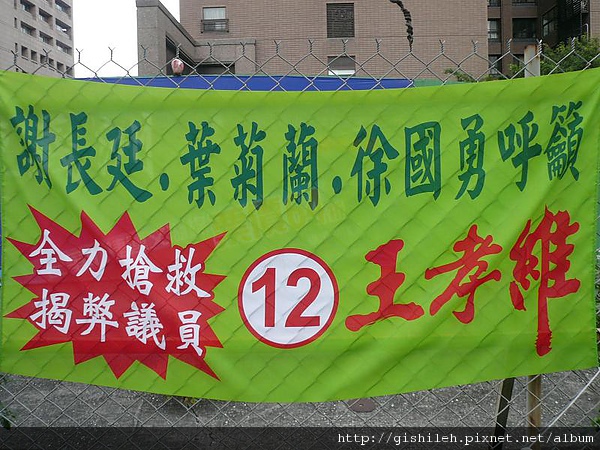 謝長廷．葉菊蘭．徐國勇呼籲
全力搶救
揭弊議員
12
王孝維
http://gishileh.pixnet.net/album